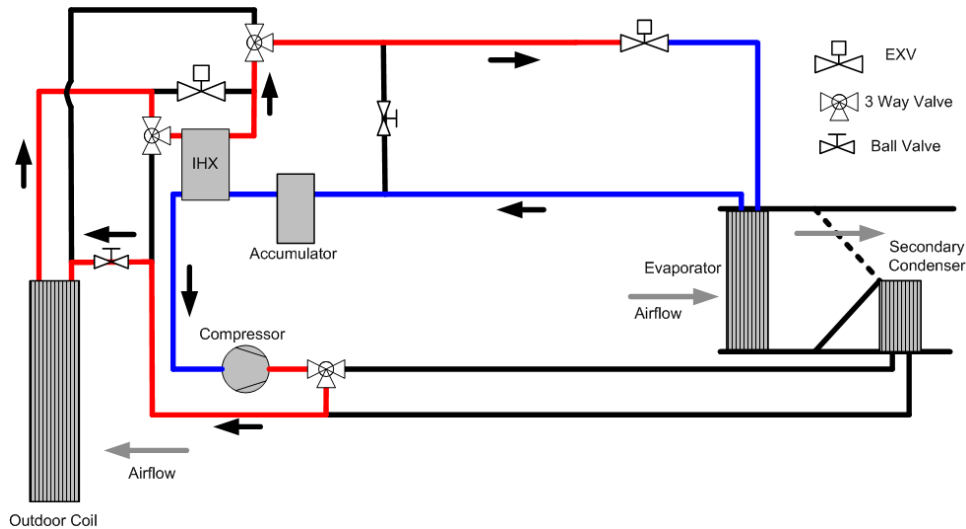 EXV
3 Way Valve
Ball Valve
IHX
Accumulator
Evaporator
Secondary
Condenser
Airflow
Compressor
Airflow
Outdoor Coil